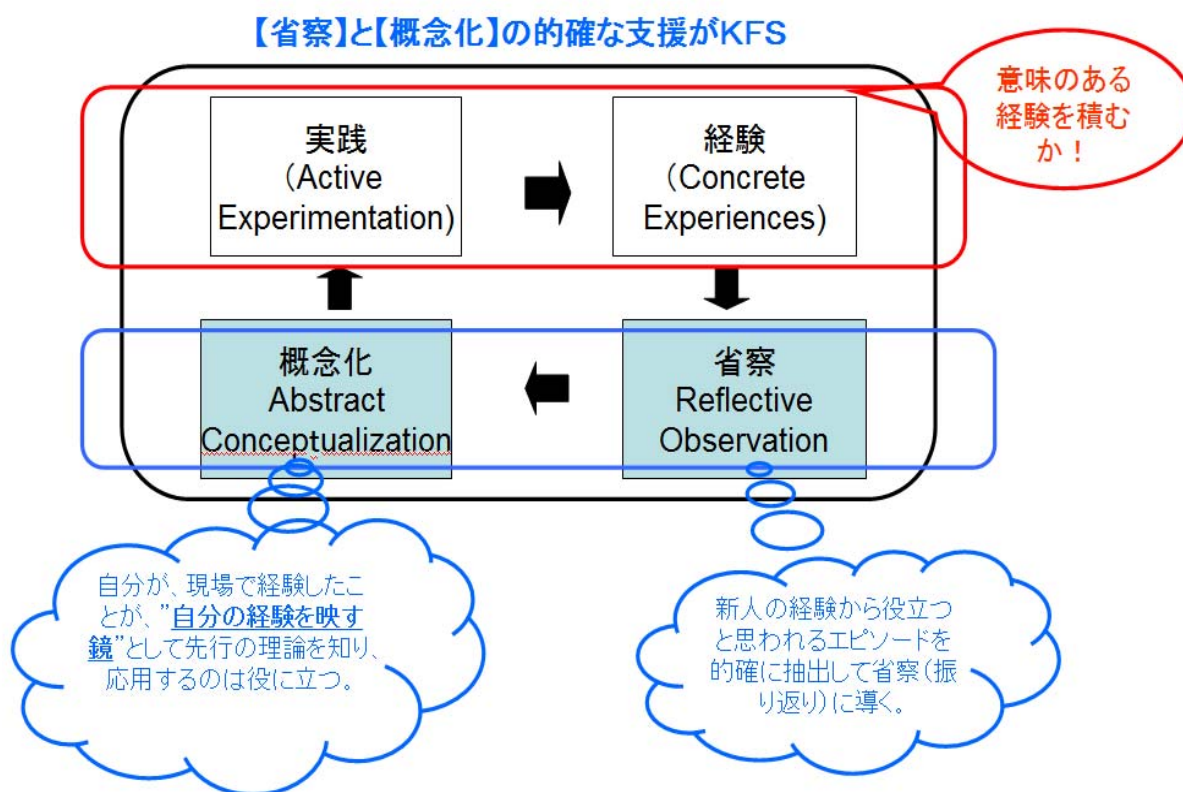 【省察】と【概念化】の的確な支援がKFS
意味のある
経験を積む
か！
実践
（Active
Experimentation)
経験
（Concrete
Experiences)
概念化
Abstract
Conceptualization
省察
Reflective
Observation
自分が、現場で経験したこ
とが、”自分の経験を映す
鏡”として先行の理論を知り、
応用するのは役に立つ。
新人の経験から役立つ
と思われるエピソードを
的確に抽出して省察（振
り返り）に導く。